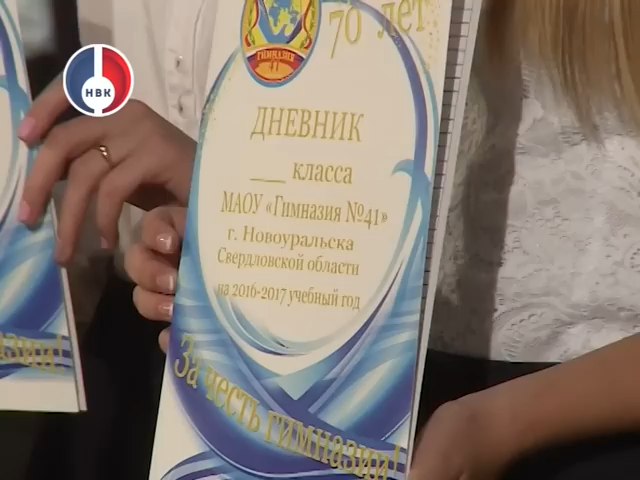 НВК
ГИМНАЗИЯ
70 лет
ДНЕВНИК
___ класса
МАОУ «Гимназия №41»
г. Новоуральска
Свердловской области
на 2016-2017 учебный год
За честь гимназии!
азии!